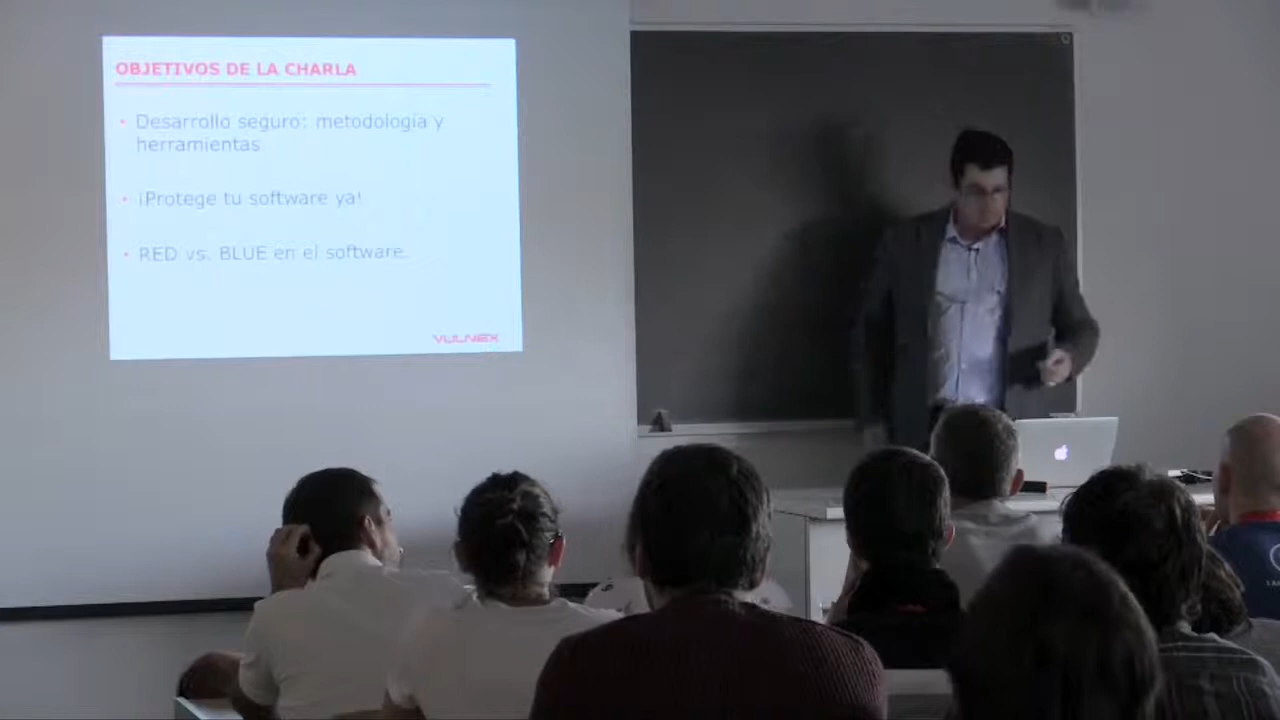 OBJETIVOS DE LA CHARLA
• Desarrollo seguro: metodología y
herramientas
• ¡Protege tu software ya!
• RED vs. BLUE en el software.
VULNEX